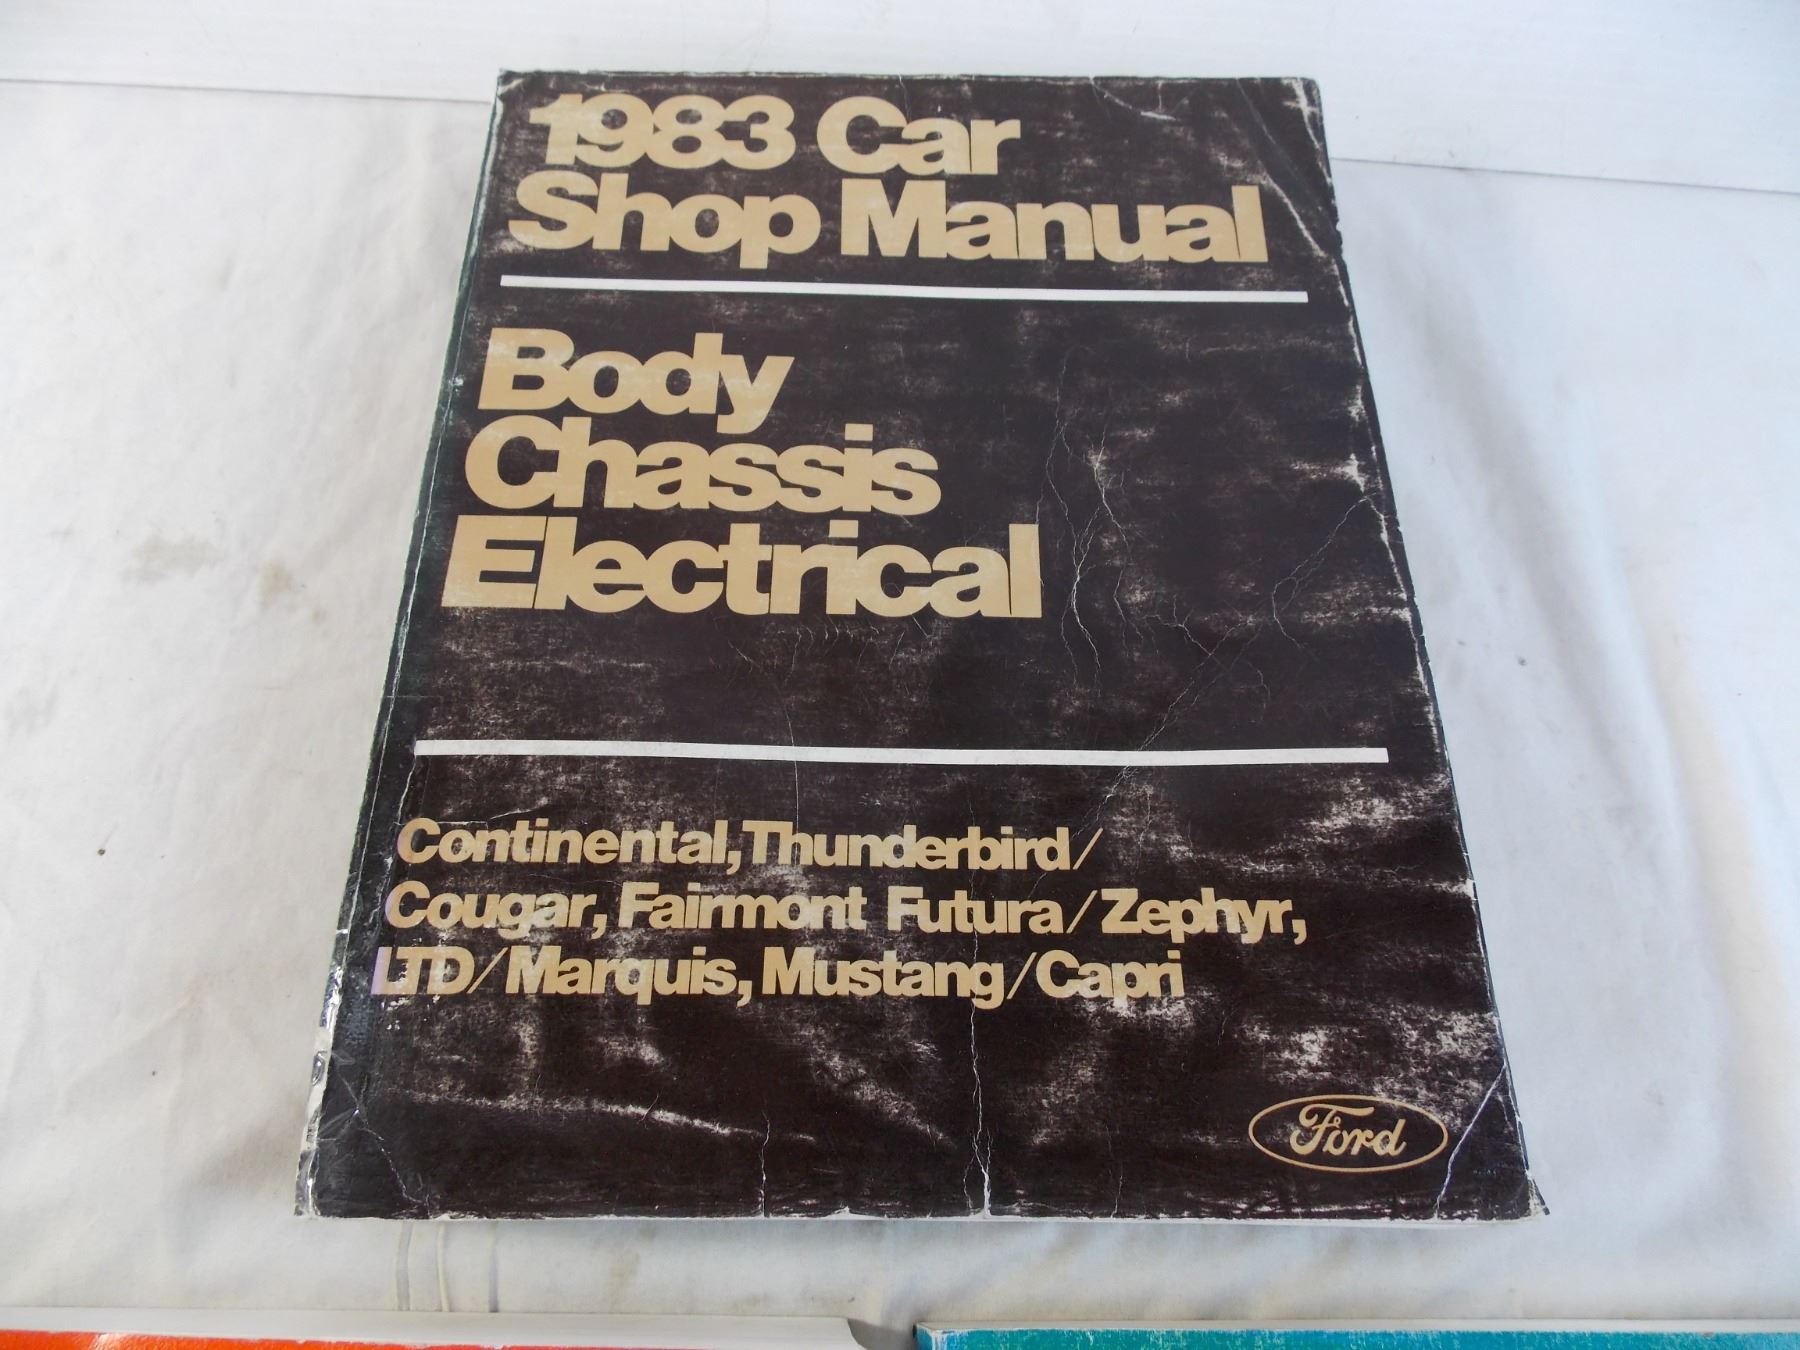 1983 Car
Shop Manual
Body
Chassis
Electrical
Continental, Thunderbird/
Cougar, Fairmont Futura/Zephyr,
LTD/Marquis, Mustang/Capri
Ford